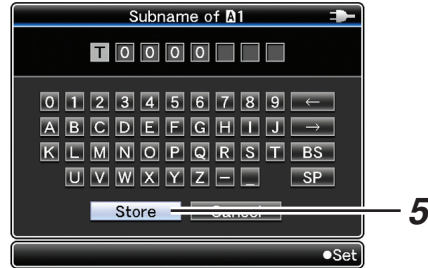 Subname of A1
T 0 0 0 0
0 1 2 3 4 5 6 7 8 9 ←
A B C D E F G H I J →
K L M N O P Q R S T BS
U V W X Y Z – _ SP
Store Cancel 5
●Set